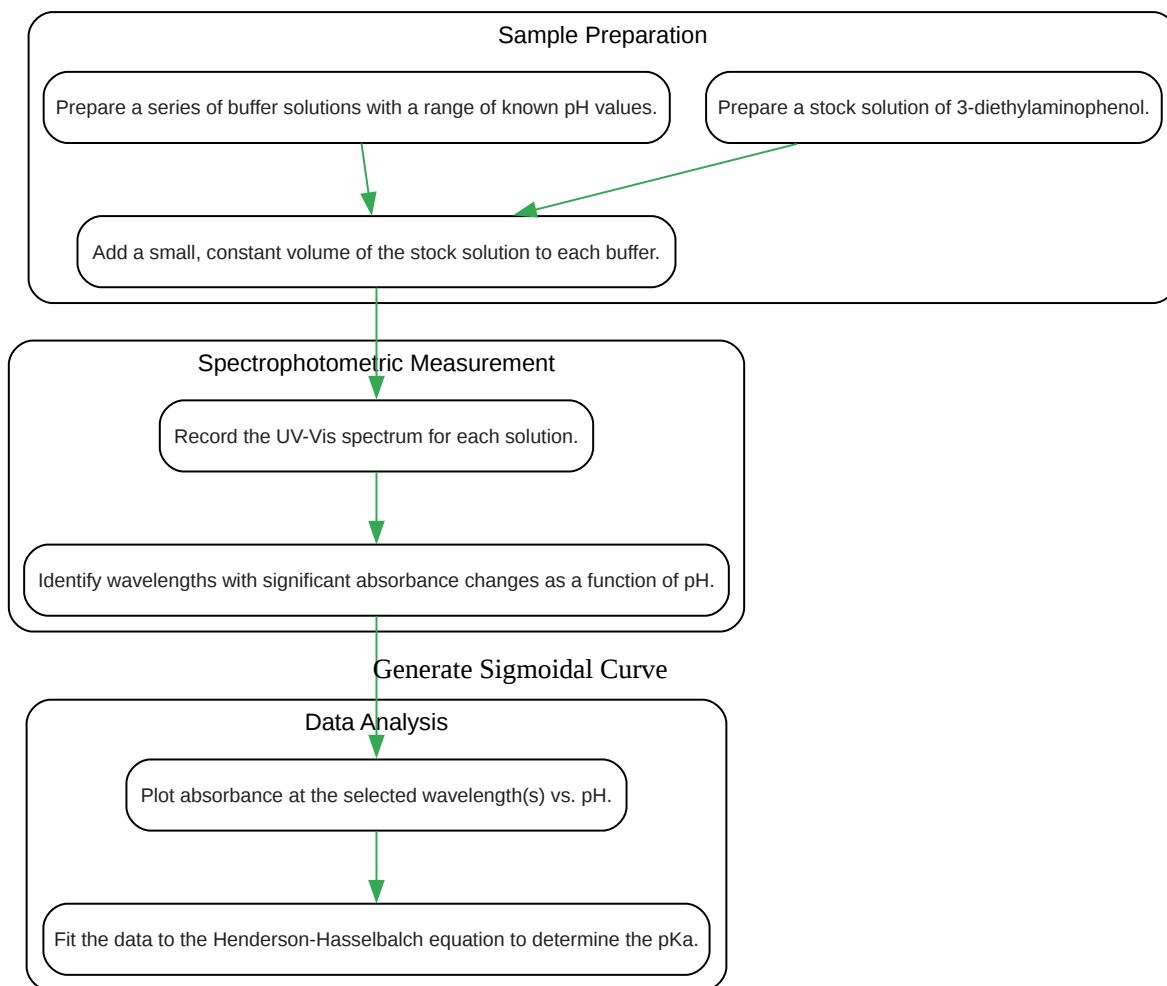 Sample Preparation
Prepare a series of buffer solutions with a range of known pH values.
Prepare a stock solution of 3-diethylaminophenol.
Add a small, constant volume of the stock solution to each buffer.
Spectrophotometric Measurement
Record the UV-Vis spectrum for each solution.
Identify wavelengths with significant absorbance changes as a function of pH.
Generate Sigmoidal Curve
Data Analysis
Plot absorbance at the selected wavelength(s) vs. pH.
Fit the data to the Henderson-Hasselbalch equation to determine the pKa.